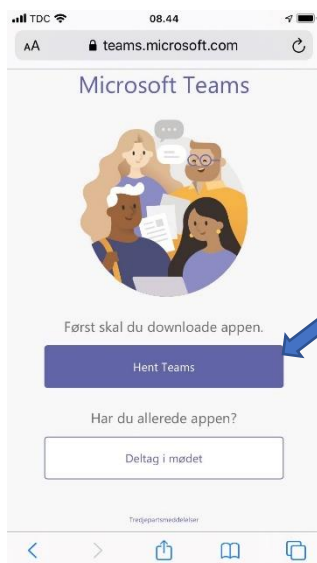 TDC 08.44
AA teams.microsoft.com
Microsoft Teams
Først skal du downloade appen.
Hent Teams
Har du allerede appen?
Deltag i mødet
Tredjepartsmeddelelser